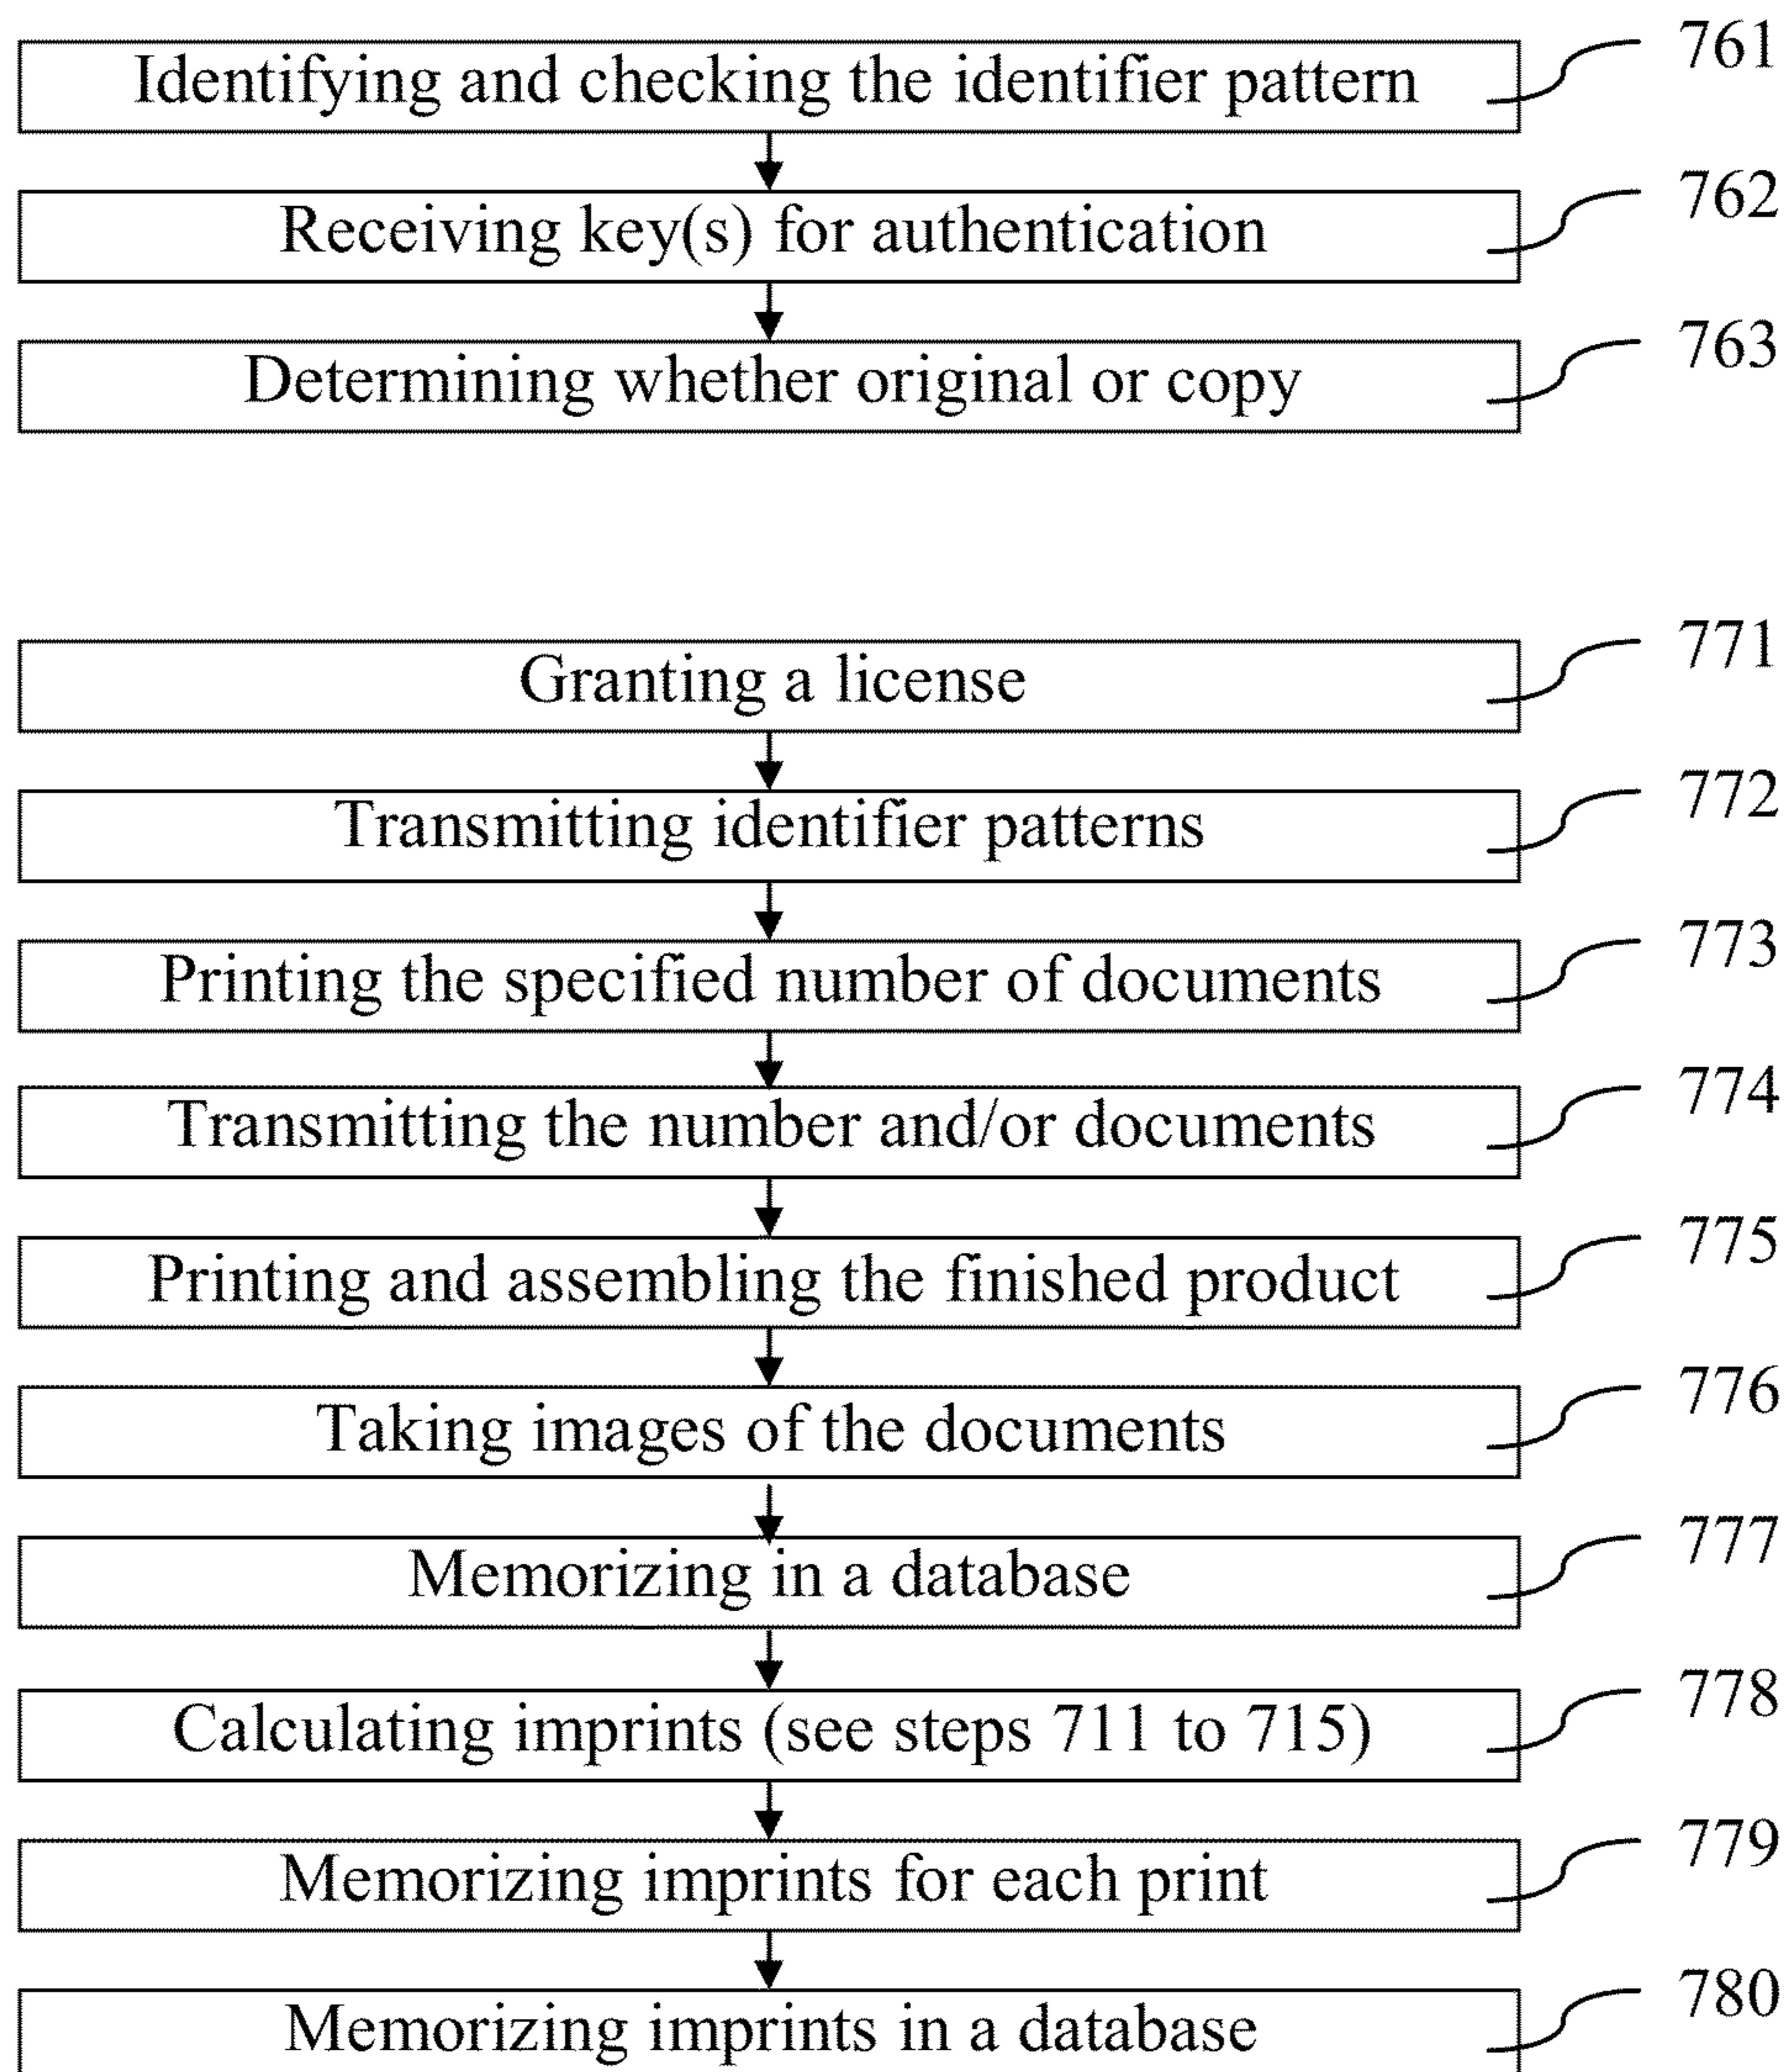 Identifying and checking the identifier pattern 761
Receiving key(s) for authentication 762
Determining whether original or copy 763
Granting a license 771
Transmitting identifier patterns 772
Printing the specified number of documents 773
Transmitting the number and/or documents 774
Printing and assembling the finished product 775
Taking images of the documents 776
Memorizing in a database 777
Calculating imprints (see steps 711 to 715) 778
Memorizing imprints for each print 779
Memorizing imprints in a database 780